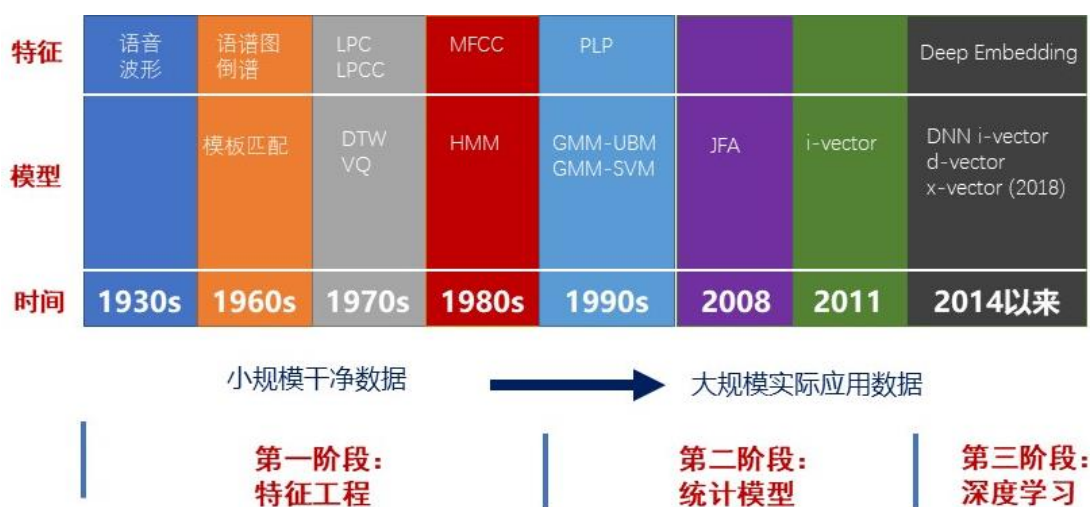 特征
语音
波形
语谱图
倒谱
LPC
LPCC
MFCC
PLP
Deep Embedding
模型
模板匹配
DTW
VQ
HMM
GMM-UBM
GMM-SVM
JFA
i-vector
DNN i-vector
d-vector
x-vector (2018)
时间
1930s
1960s
1970s
1980s
1990s
2008
2011
2014以来
小规模干净数据
大规模实际应用数据
第一阶段：
特征工程
第二阶段：
统计模型
第三阶段：
深度学习